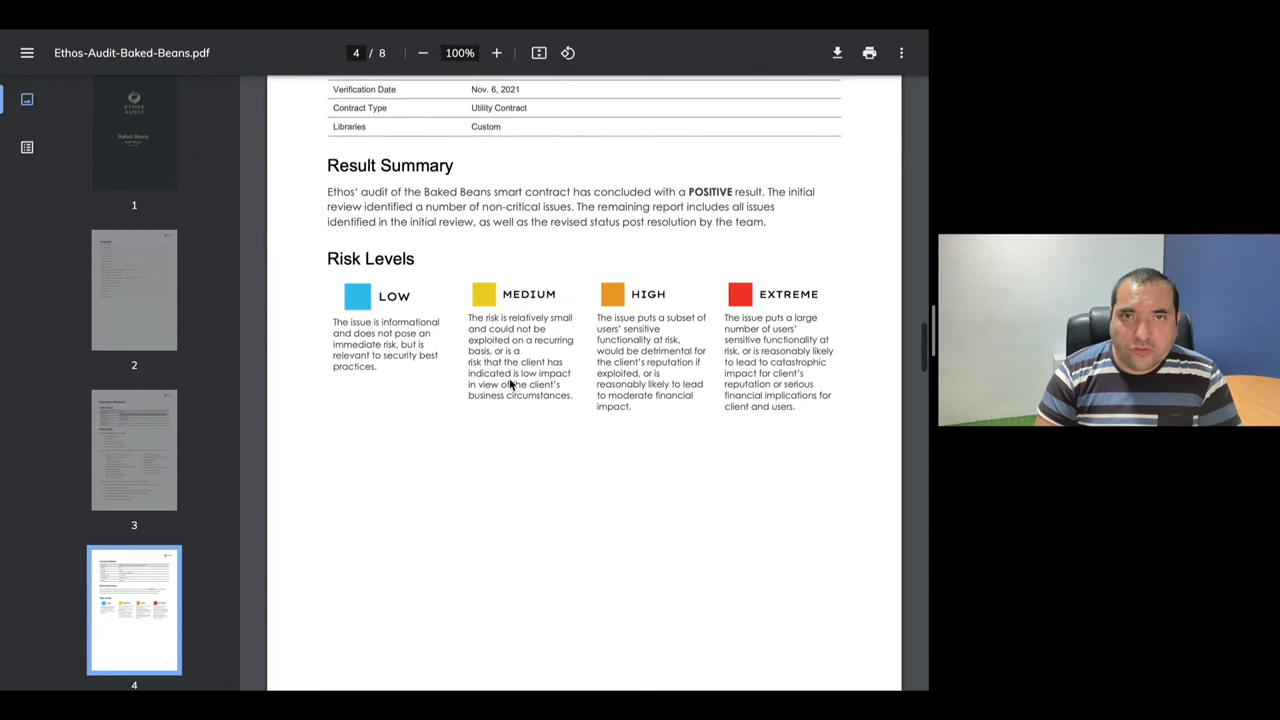 Ethos-Audit-Baked-Beans.pdf
4 / 8
100%
Verification Date Nov. 6, 2021
Contract Type Utility Contract
Libraries Custom
Result Summary
Ethos' audit of the Baked Beans smart contract has concluded with a POSITIVE result. The initial
review identified a number of non-critical issues. The remaining report includes all issues
identified in the initial review, as well as the revised status post resolution by the team.
Risk Levels
LOW
The issue is informational
and does not pose an
immediate risk, but is
relevant to security best
practices.
MEDIUM
The risk is relatively small
and could not be
exploited on a recurring
basis, or is a
risk that the client has
indicated is low impact
in view of the client's
business circumstances.
HIGH
The issue puts a subset of
users' sensitive
functionality at risk,
would be detrimental for
the client's reputation if
exploited, or is
reasonably likely to lead
to moderate financial
impact.
EXTREME
The issue puts a large
number of users'
sensitive functionality at
risk, or is reasonably likely
to lead to catastrophic
impact for client's
reputation or serious
financial implications for
client and users.
ETHOS
AUDIT
Baked Beans
1
2
3
4